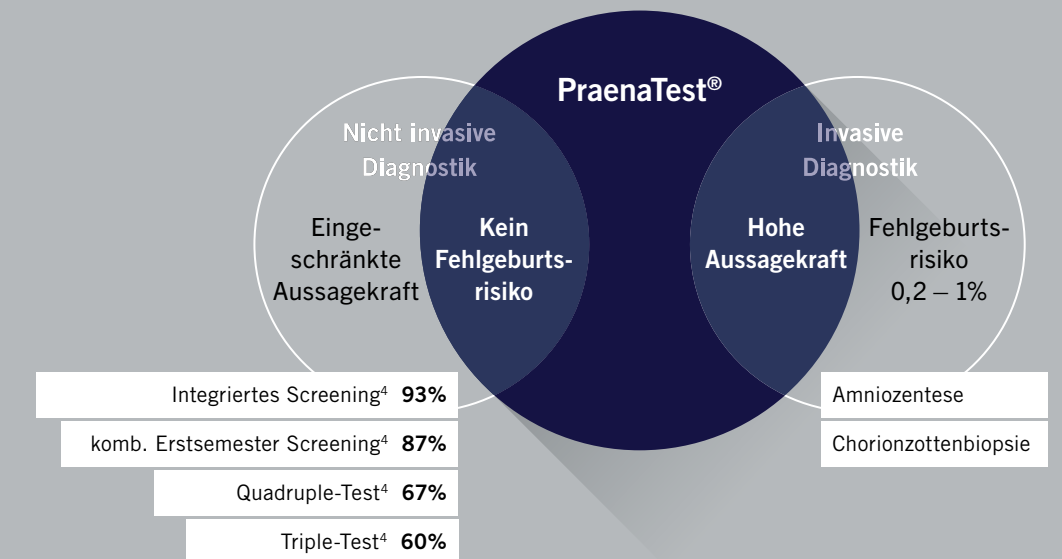 PraenaTest®
Nicht invasive
Diagnostik
Einge-
schränkte
Aussagekraft
Kein
Fehlgeburts-
risiko
Invasive
Diagnostik
Hohe
Aussagekraft
Fehlgeburts-
risiko
0,2 – 1%
Integriertes Screening⁴ 93%
komb. Erstsemester Screening⁴ 87%
Quadruple-Test⁴ 67%
Triple-Test⁴ 60%
Amniozentese
Chorionzottenbiopsie